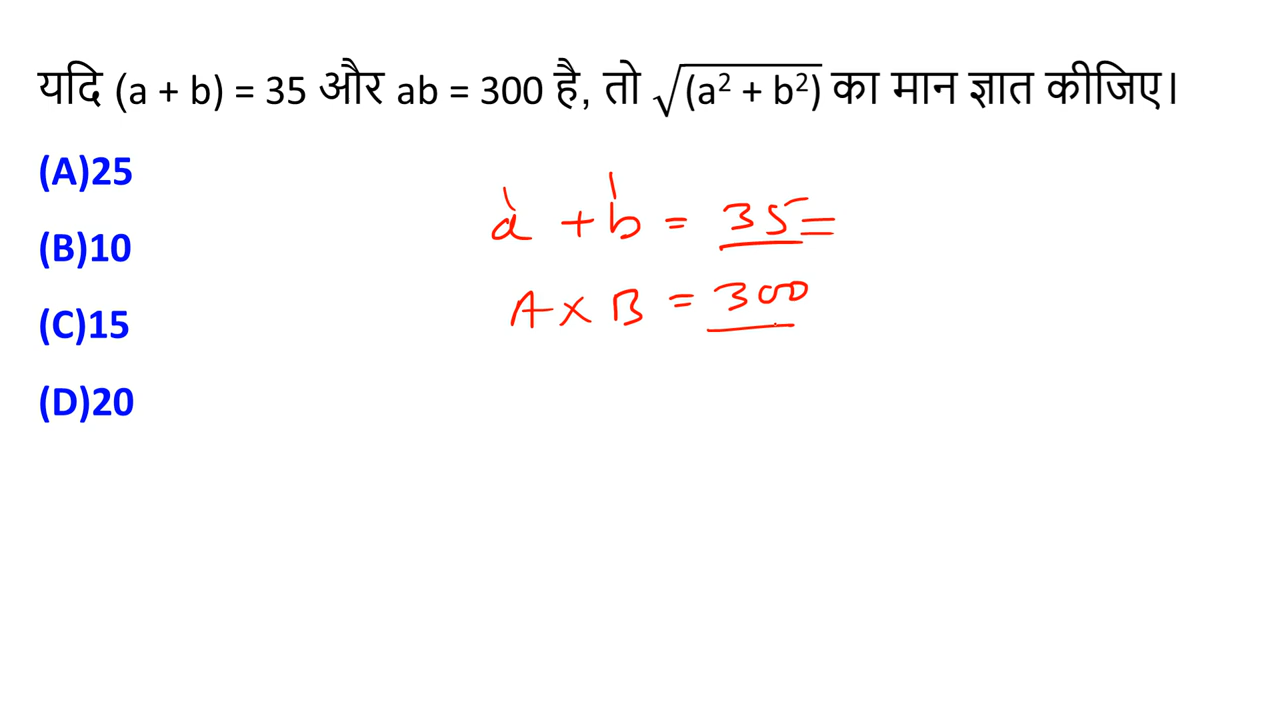 यदि (a + b) = 35 और ab = 300 है, तो √(a² + b²) का मान ज्ञात कीजिए।
(A)25
(B)10
(C)15
(D)20
a + b = 35 =
A × B = 300